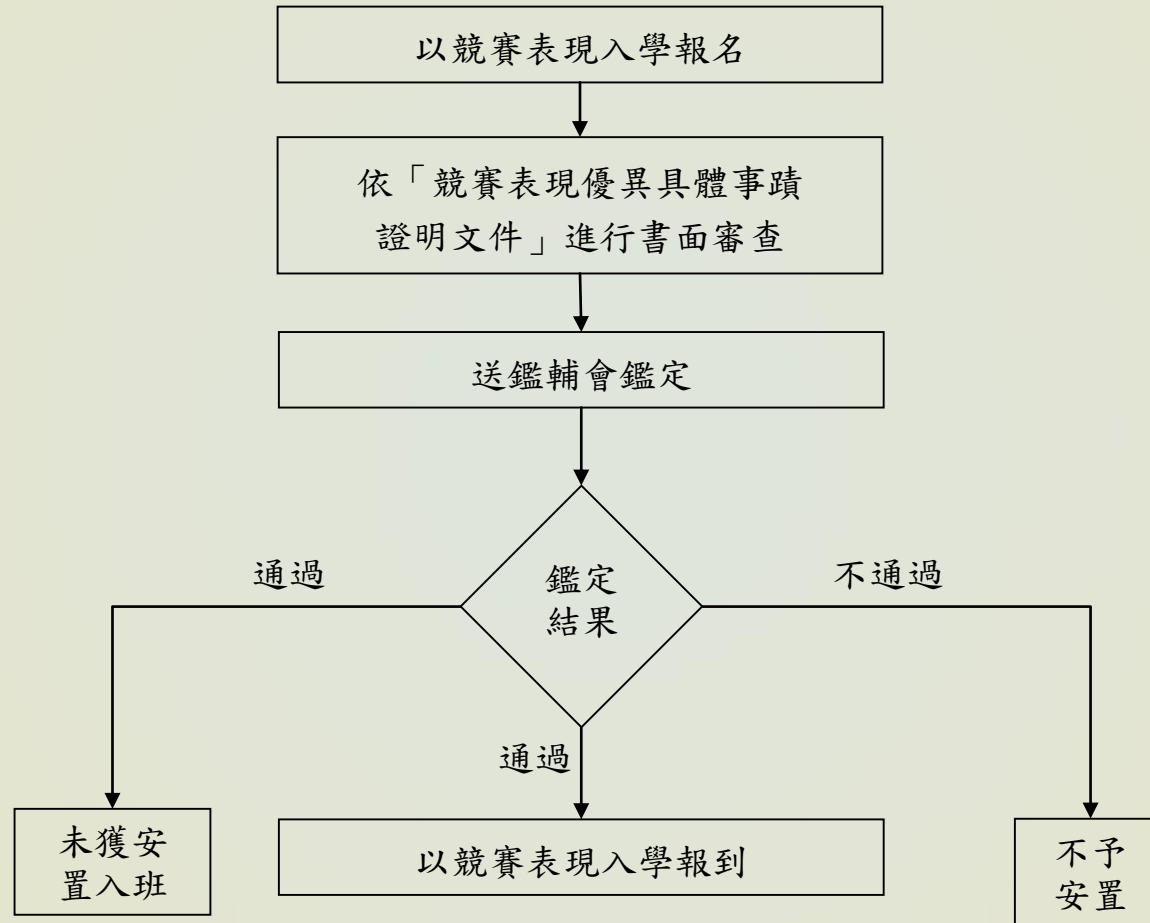 以競賽表現入學報名
依「競賽表現優異具體事蹟
證明文件」進行書面審查
送鑑輔會鑑定
通過
鑑定
結果
不通過
通過
未獲安
置入班
以競賽表現入學報到
不予
安置